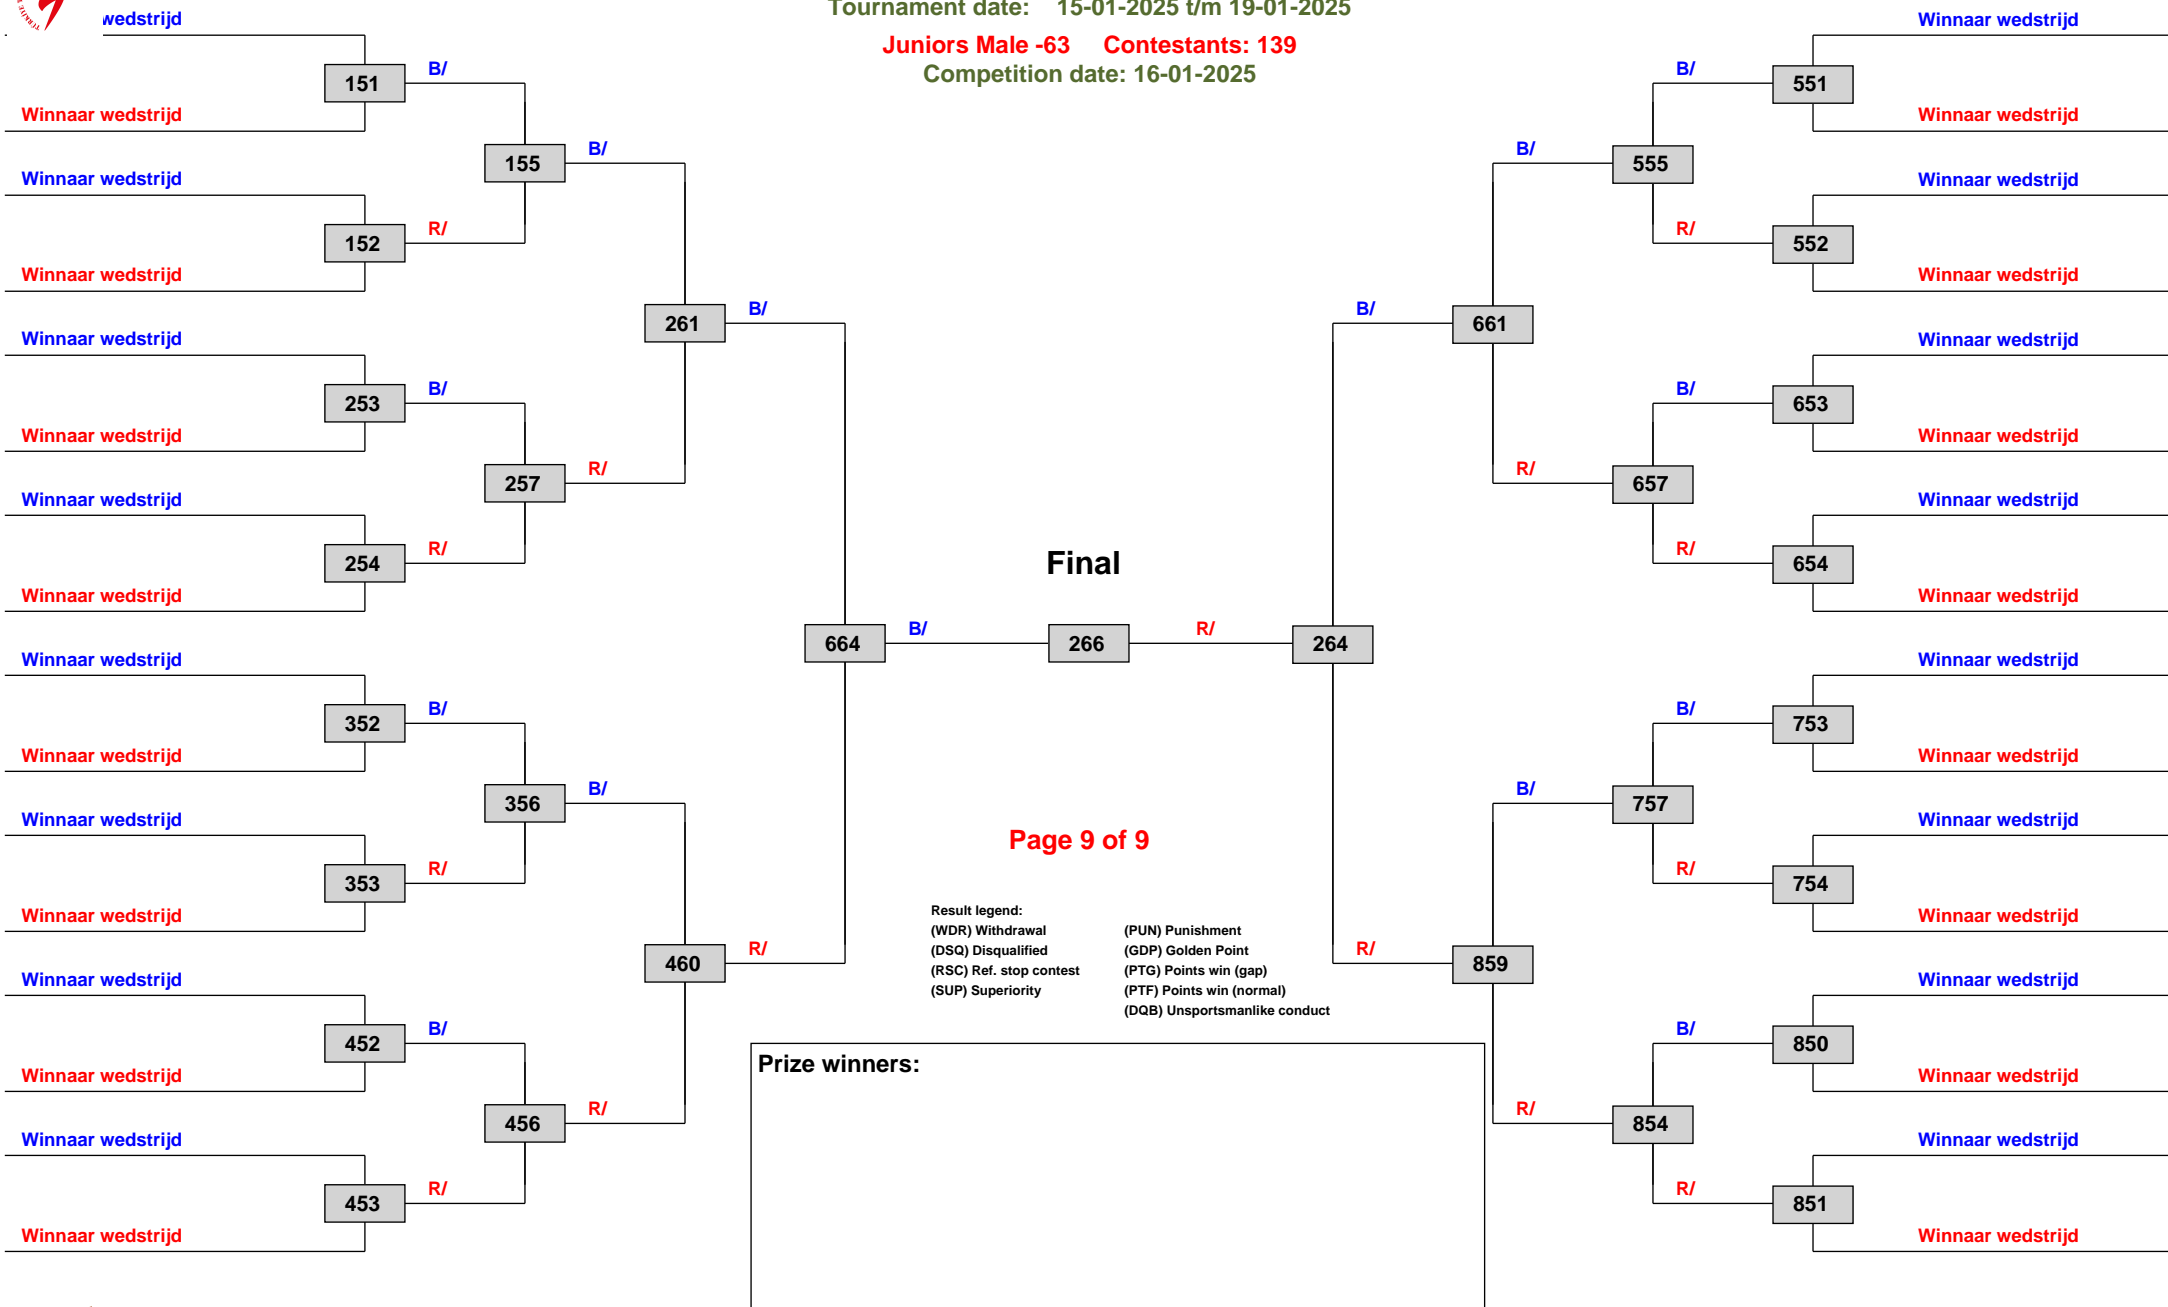 Tournament date: 15-01-2025 t/m 19-01-2025
Juniors Male -63 Contestants: 139
Competition date: 16-01-2025
wedstrijd
151
B/
Winnaar wedstrijd
155
B/
Winnaar wedstrijd
152
R/
Winnaar wedstrijd
261
B/
Winnaar wedstrijd
253
B/
Winnaar wedstrijd
257
R/
Winnaar wedstrijd
254
R/
Winnaar wedstrijd
664
B/
Winnaar wedstrijd
352
B/
Winnaar wedstrijd
356
B/
Winnaar wedstrijd
353
R/
Winnaar wedstrijd
460
R/
Winnaar wedstrijd
452
B/
Winnaar wedstrijd
456
R/
Winnaar wedstrijd
453
R/
Winnaar wedstrijd
Final
266
R/
264
Winnaar wedstrijd
B/
551
Winnaar wedstrijd
B/
555
Winnaar wedstrijd
R/
552
Winnaar wedstrijd
B/
661
Winnaar wedstrijd
B/
653
Winnaar wedstrijd
R/
657
Winnaar wedstrijd
R/
654
Winnaar wedstrijd
Winnaar wedstrijd
B/
753
Winnaar wedstrijd
B/
757
Winnaar wedstrijd
R/
754
Winnaar wedstrijd
R/
859
Winnaar wedstrijd
B/
850
Winnaar wedstrijd
R/
854
Winnaar wedstrijd
R/
851
Winnaar wedstrijd
Page 9 of 9
Result legend:
(WDR) Withdrawal (PUN) Punishment
(DSQ) Disqualified (GDP) Golden Point
(RSC) Ref. stop contest (PTG) Points win (gap)
(SUP) Superiority (PTF) Points win (normal)
(DQB) Unsportsmanlike conduct
Prize winners: